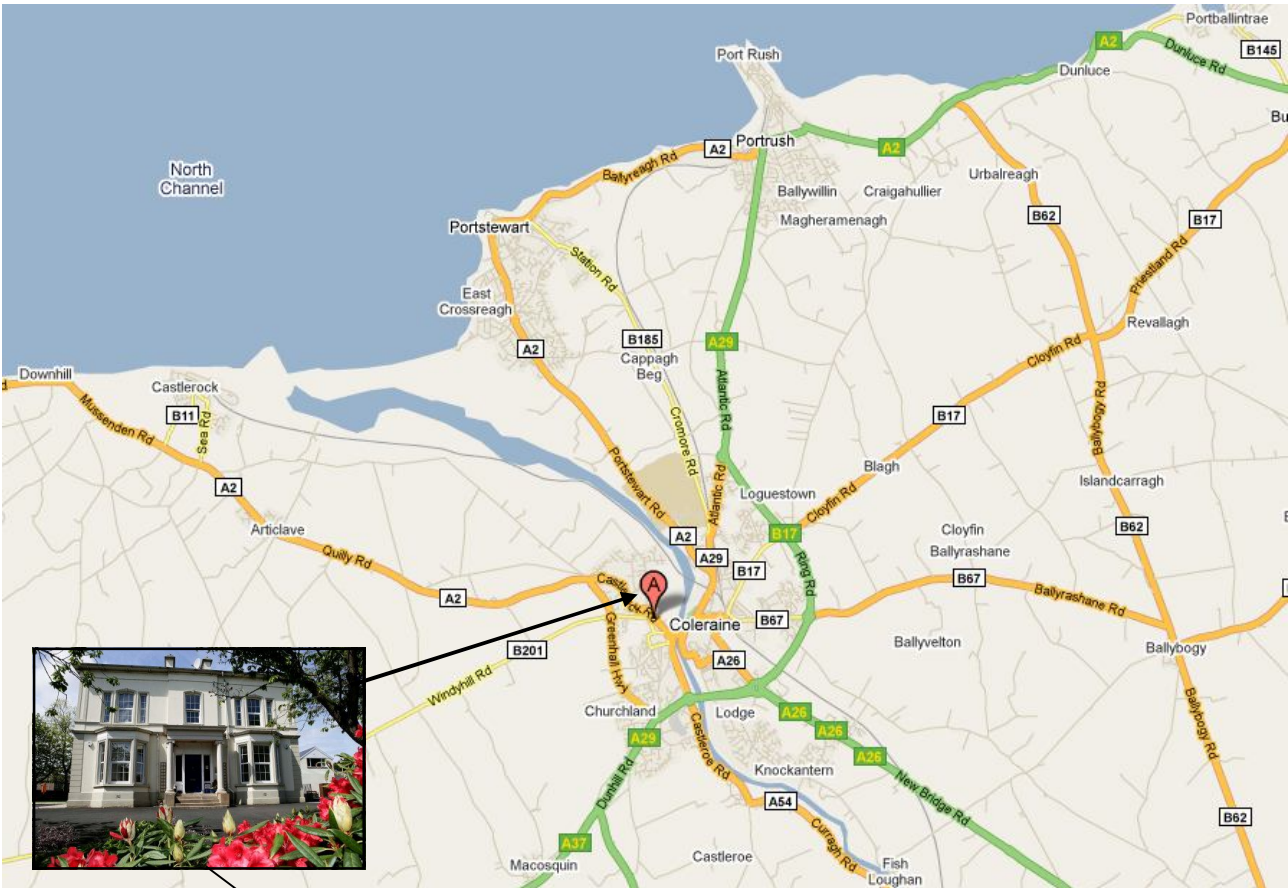 Portballintrae
A2
B145
Dunluce Rd
Port Rush
Dunluce
Bu
North
Channel
A2
Portrush
A2
Ballyreagh Rd
Urbalreagh
Ballywillin
Craigahullier
Magheramenagh
B62
B17
Portstewart
Station Rd
Priestland Rd
East
Crossreagh
Revallagh
B185
A29
A2
Cappagh
Beg
Cloyfin Rd
Downhill
Castlerock
Atlantic Rd
B11
Sea Rd
B17
Mussenden Rd
Cromore Rd
Ballybogy Rd
Portstewart Rd
Blagh
A2
Atlantic Rd
Loguestown
Cloyfin Rd
Islandcarragh
Articlave
B17
Cloyfin
B62
Quilly Rd
A2
Ballyrashane
A29
B17
Ring Rd
A
B67
A2
Ballyrashane Rd
Coleraine
B67
Greenhall Hwy
Ballyvelton
Ballybogy
B201
A26
Windyhill Rd
Churchland
Lodge
A26
A29
A26
A26
Castleroe Rd
Ballybogy Rd
Knockantern
Dunhill Rd
A54
New Bridge Rd
B62
A37
Curragh Rd
Macosquin
Castleroe
Fish
Loughan